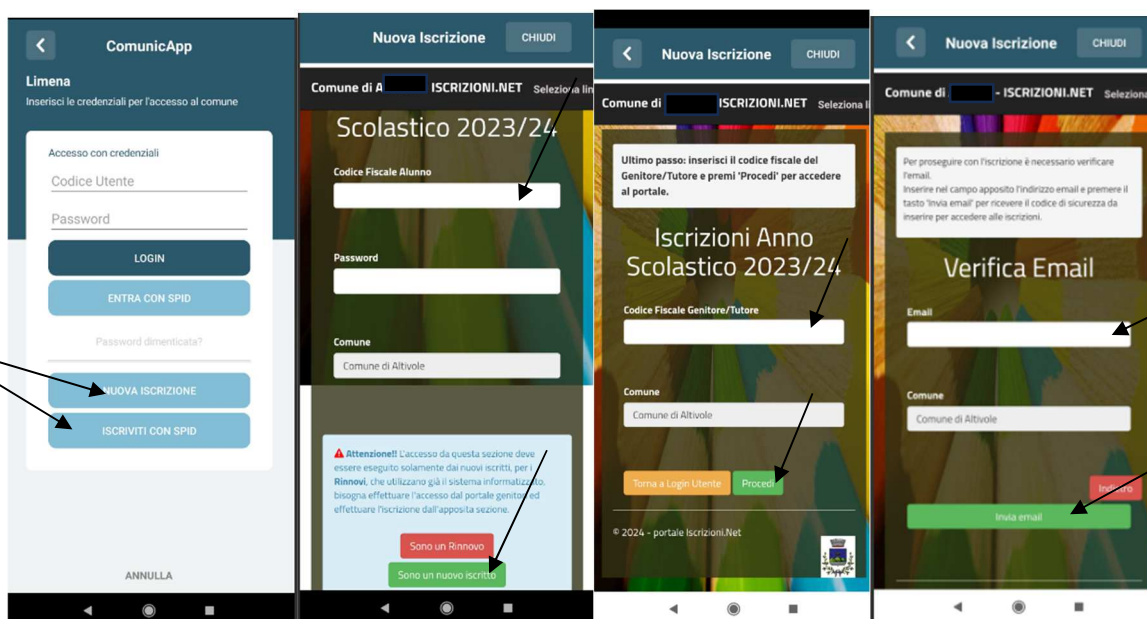 ComunicApp
Limena
Inserisci le credenziali per l'accesso al comune
Accesso con credenziali
Codice Utente
Password
LOGIN
ENTRA CON SPID
Password dimenticata?
NUOVA ISCRIZIONE
ISCRIVITI CON SPID
ANNULLA
Nuova Iscrizione
CHIUDI
Comune di A ISCRIZIONI.NET Seleziona lin
Scolastico 2023/24
Codice Fiscale Alunno
Password
Comune
Comune di Altivole
Attenzione!! L'accesso da questa sezione deve
essere eseguito solamente dai nuovi iscritti, per i
Rinnovi, che utilizzano già il sistema informatizzato,
bisogna effettuare l'accesso dal portale genitori ed
effettuare l'iscrizione dall'apposita sezione.
Sono un Rinnovo
Sono un nuovo iscritto
Nuova Iscrizione
CHIUDI
Comune di ISCRIZIONI.NET Seleziona li
Ultimo passo: inserisci il codice fiscale del
Genitore/Tutore e premi 'Procedi' per accedere
al portale.
Iscrizioni Anno
Scolastico 2023/24
Codice Fiscale Genitore/Tutore
Comune
Comune di Altivole
Torna a Login Utente
Procedi
© 2024 - portale Iscrizioni.Net
Nuova Iscrizione
CHIUDI
Comune di - ISCRIZIONI.NET Seleziona
Per proseguire con l'iscrizione è necessario verificare
l'email.
Inserire nel campo apposito l'indirizzo email e premere il
tasto 'Invia email' per ricevere il codice di sicurezza da
inserire per accedere alle iscrizioni.
Verifica Email
Email
Comune
Comune di Altivole
Indietro
Invia email